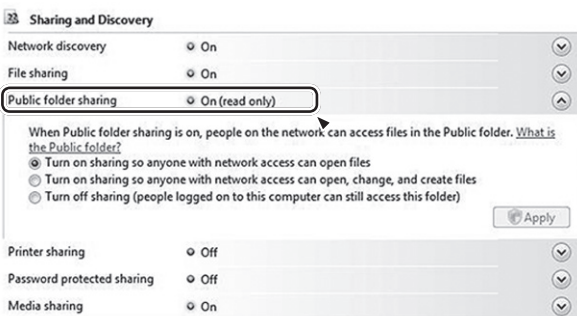 Sharing and Discovery
Network discovery On
File sharing On
Public folder sharing On (read only)
When Public folder sharing is on, people on the network can access files in the Public folder. What is
the Public folder?
Turn on sharing so anyone with network access can open files
Turn on sharing so anyone with network access can open, change, and create files
Turn off sharing (people logged on to this computer can still access this folder)
Apply
Printer sharing Off
Password protected sharing Off
Media sharing On